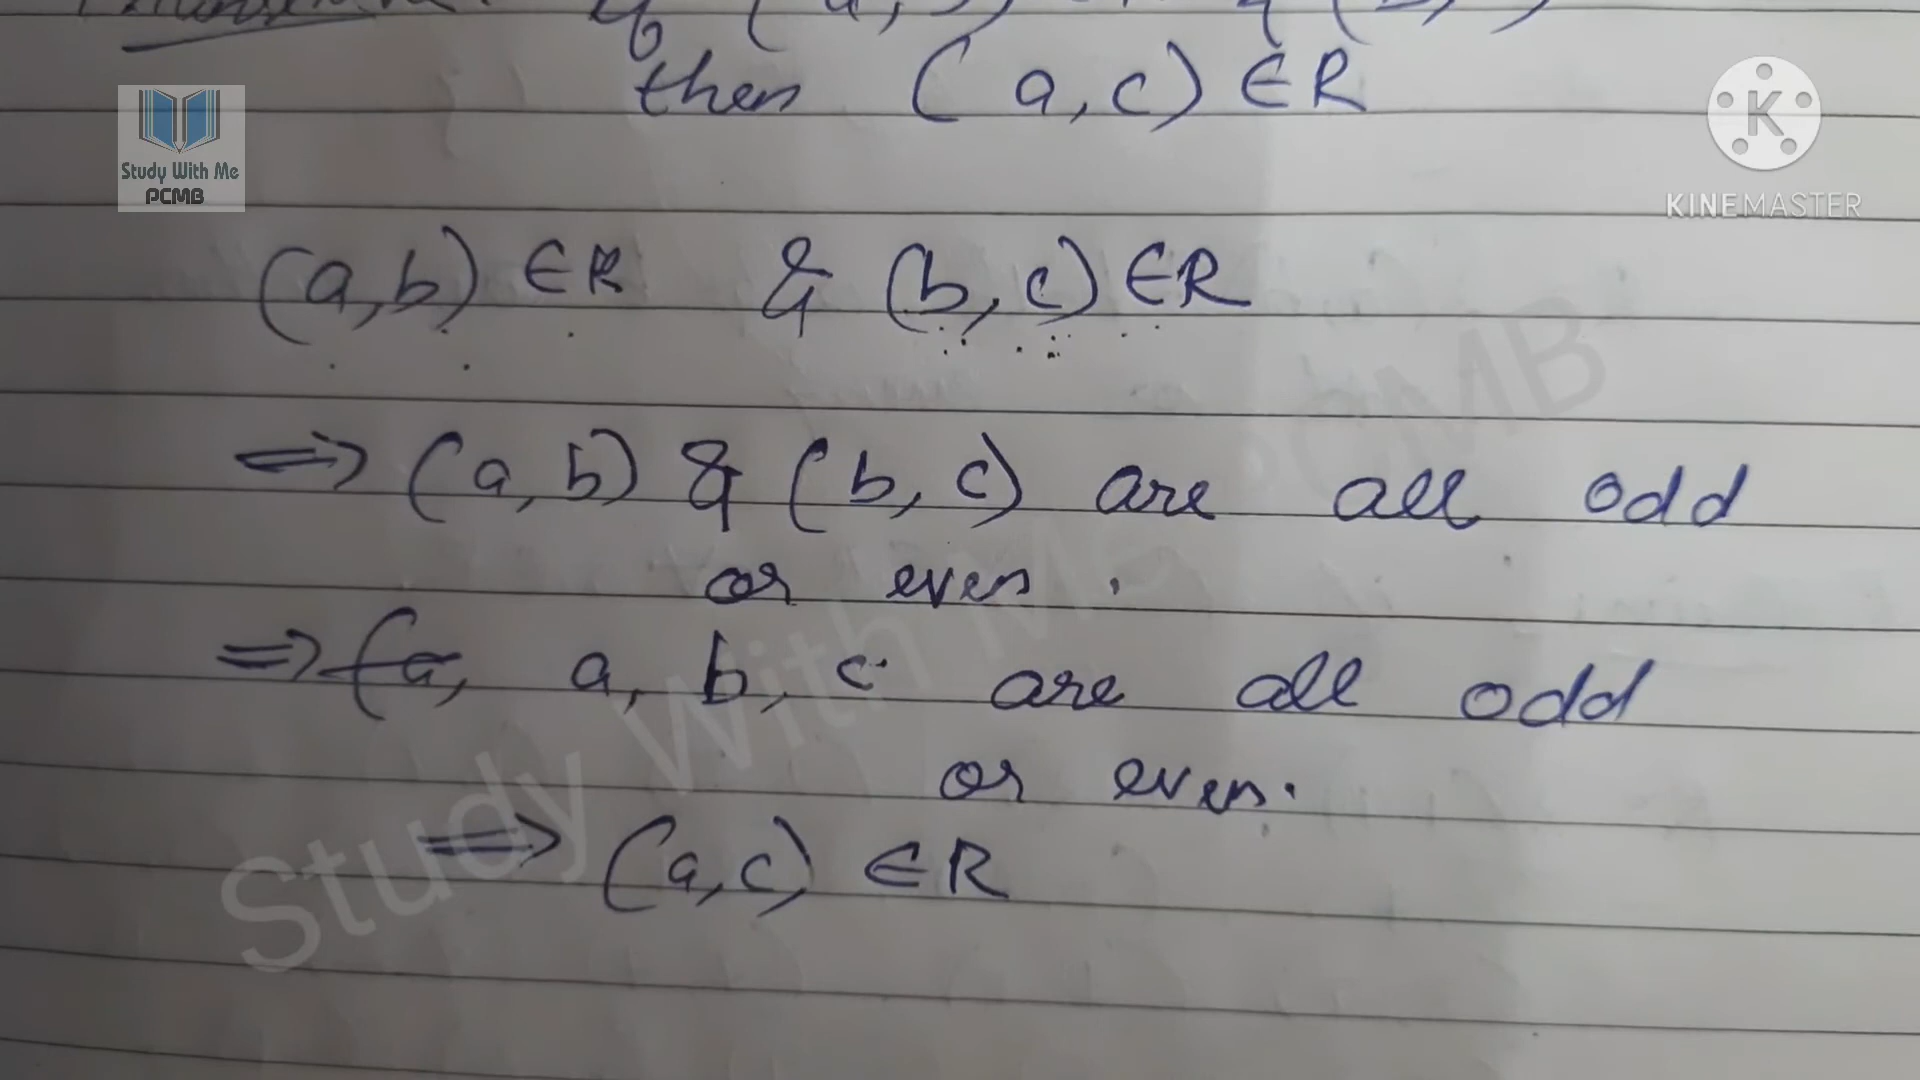 then (a,c) ∈R
Study With Me
PCMB
KINEMASTER
(a,b) ∈R & (b,c) ∈R
⇒ (a,b) & (b,c) are all odd
or even.
⇒ (a, a, b, c are all odd
or even.
⇒ (a,c) ∈R
Study With Me PCMB